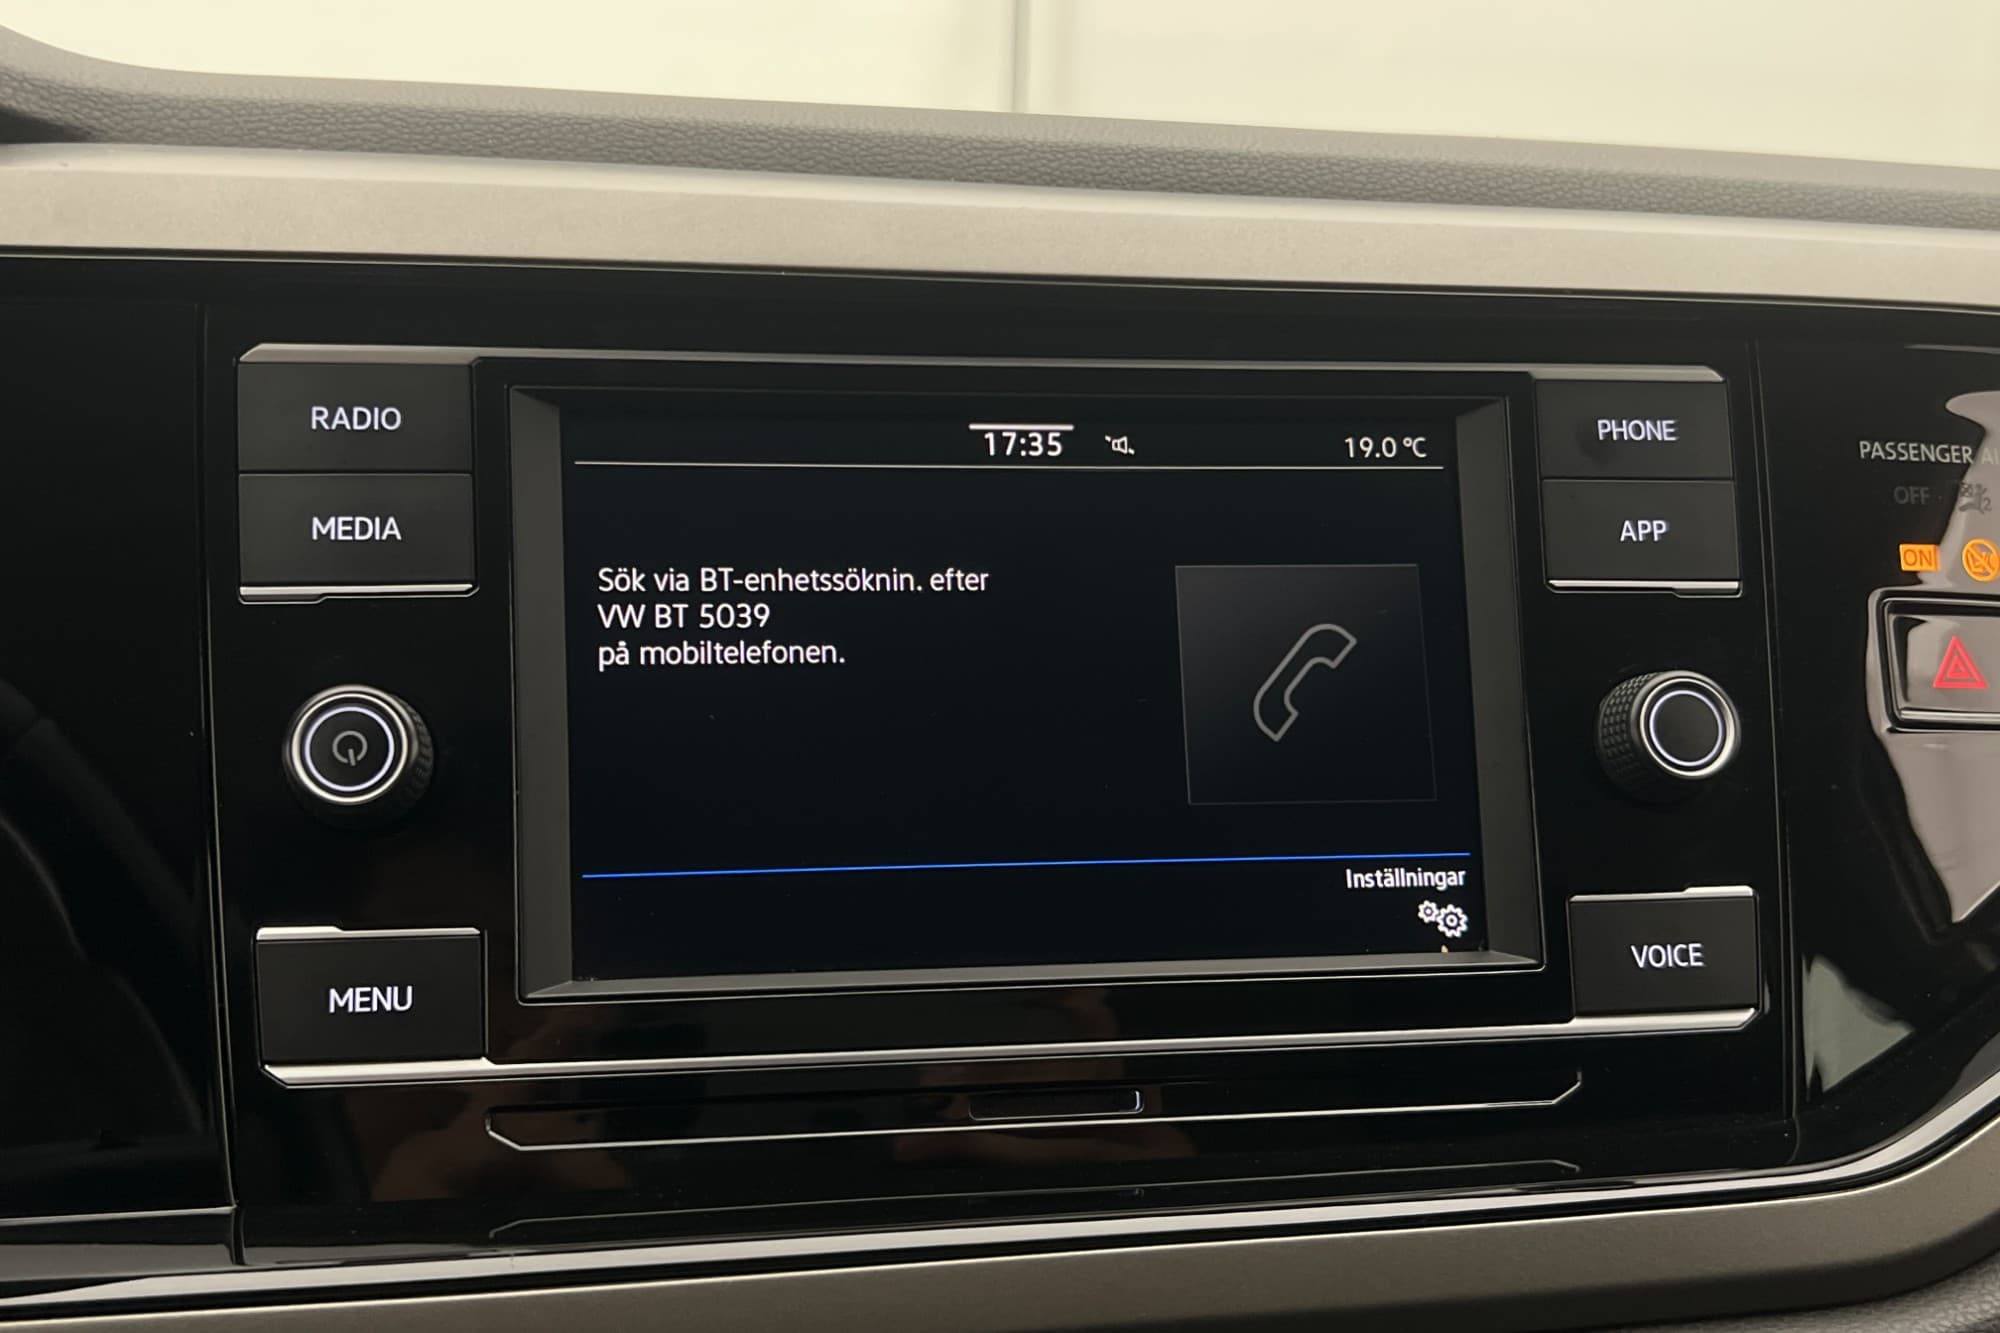 RADIO
MEDIA
MENU
17:35
19.0 °C
Sök via BT-enhetssöknin. efter
VW BT 5039
på mobiltelefonen.
Inställningar
PHONE
APP
VOICE
PASSENGER
OFF
ON